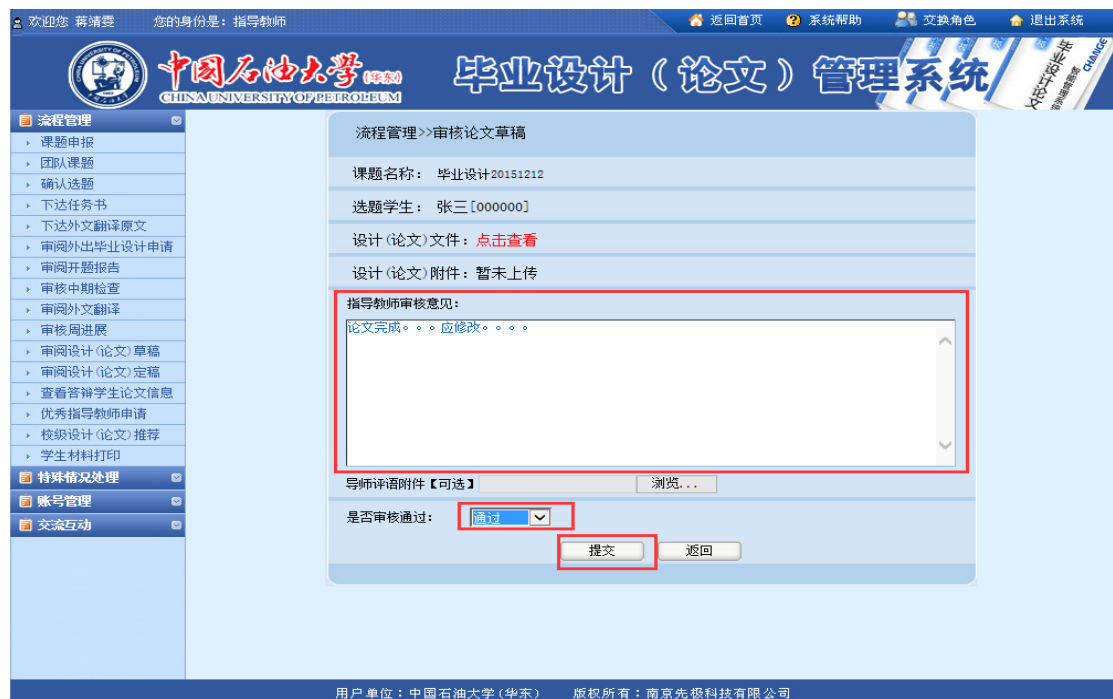 欢迎您 蒋靖雯 您的身份是：指导教师 返回首页 系统帮助 交换角色 退出系统
中国石油大学(华东) 毕业设计（论文）管理系统
CHINA UNIVERSITY OF PETROLEUM
毕业设计论文
智能管理系统
CHANGE
流程管理
课题申报
团队课题
确认选题
下达任务书
下达外文翻译原文
审阅外出毕业设计申请
审阅开题报告
审核中期检查
审阅外文翻译
审核周进展
审阅设计(论文)草稿
审阅设计(论文)定稿
查看答辩学生论文信息
优秀指导教师申请
校级设计(论文)推荐
学生材料打印
特殊情况处理
账号管理
交流互动
流程管理>>审核论文草稿
课题名称： 毕业设计20151212
选题学生： 张三[000000]
设计(论文)文件：点击查看
设计(论文)附件：暂未上传
指导教师审核意见：
论文完成。。。应修改。。。。
导师评语附件【可选】 浏览...
是否审核通过： 通过
提交 返回
用户单位：中国石油大学(华东) 版权所有：南京先极科技有限公司